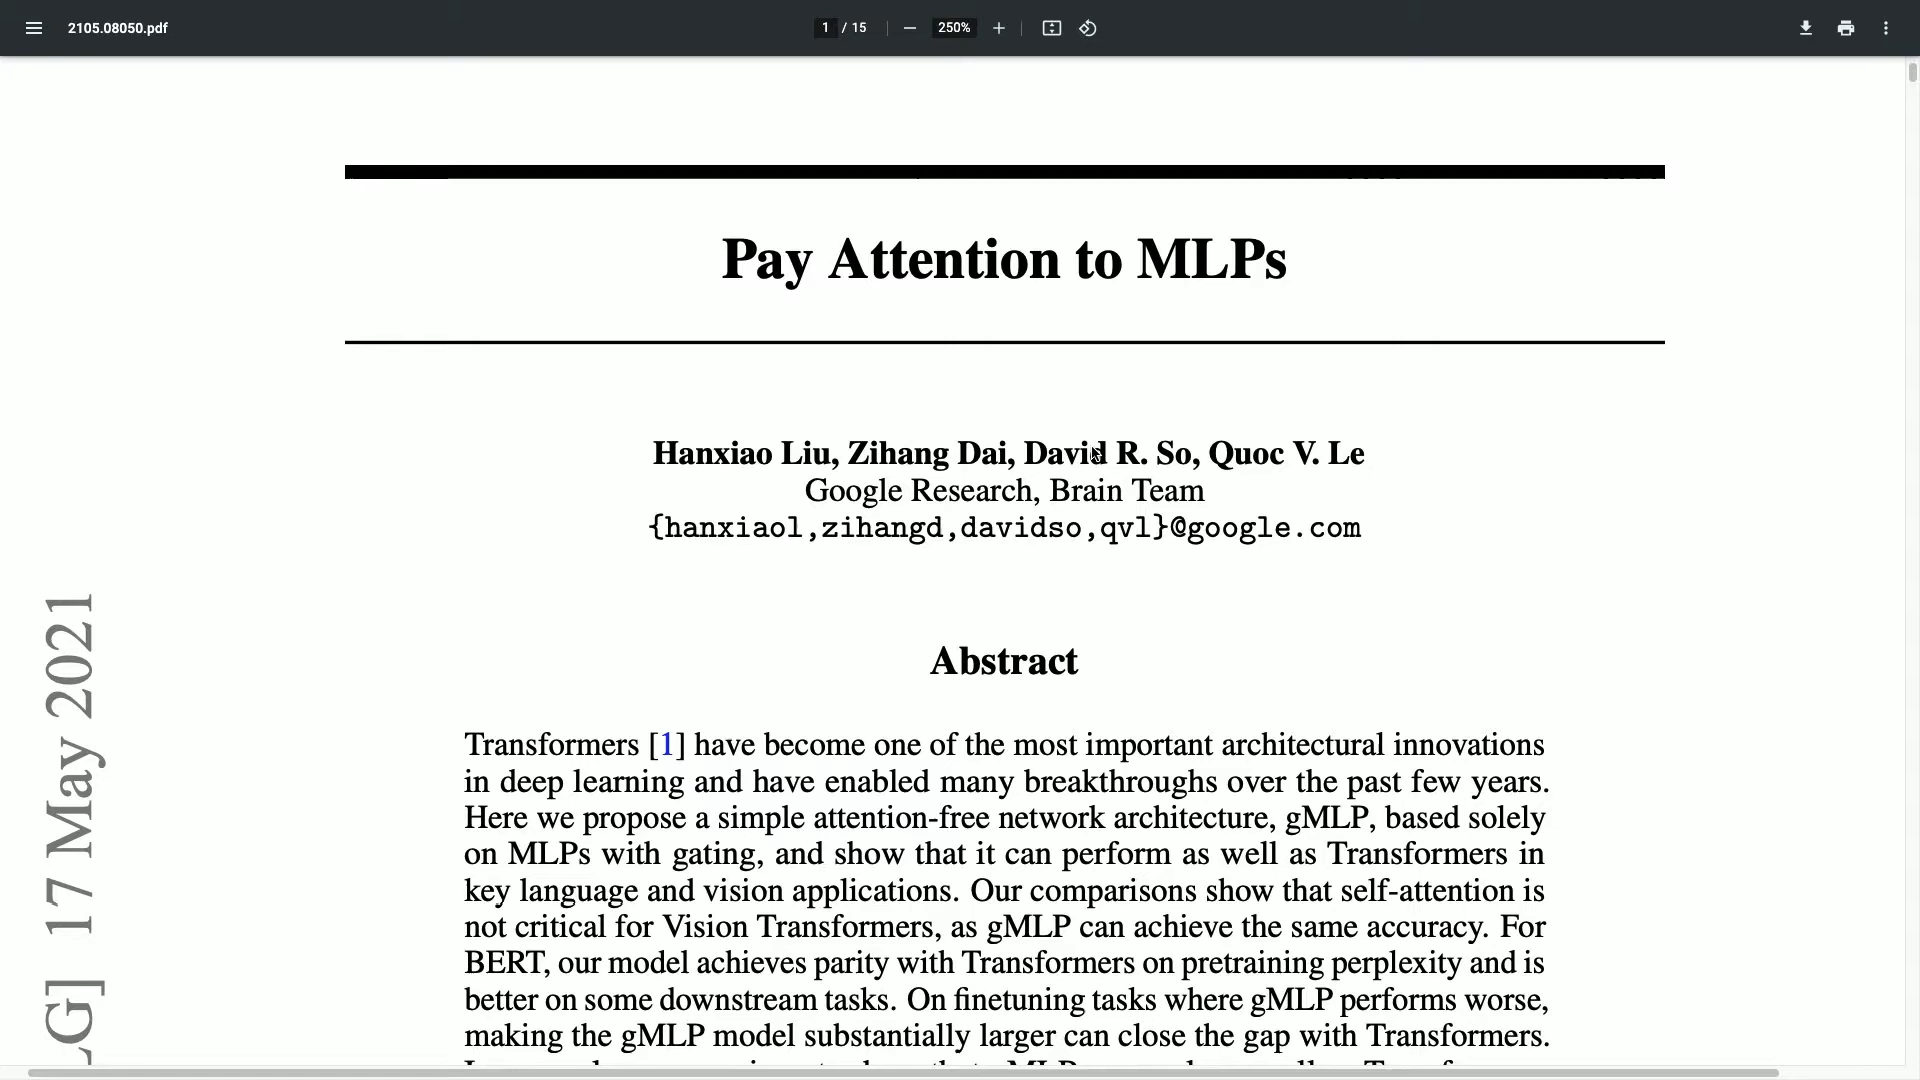 2105.08050.pdf
1 / 15
250%
Pay Attention to MLPs
Hanxiao Liu, Zihang Dai, David R. So, Quoc V. Le
Google Research, Brain Team
{hanxiaol,zihangd,davidso,qvl}@google.com
Abstract
Transformers [1] have become one of the most important architectural innovations
in deep learning and have enabled many breakthroughs over the past few years.
Here we propose a simple attention-free network architecture, gMLP, based solely
on MLPs with gating, and show that it can perform as well as Transformers in
key language and vision applications. Our comparisons show that self-attention is
not critical for Vision Transformers, as gMLP can achieve the same accuracy. For
BERT, our model achieves parity with Transformers on pretraining perplexity and is
better on some downstream tasks. On finetuning tasks where gMLP performs worse,
making the gMLP model substantially larger can close the gap with Transformers.
LG] 17 May 2021